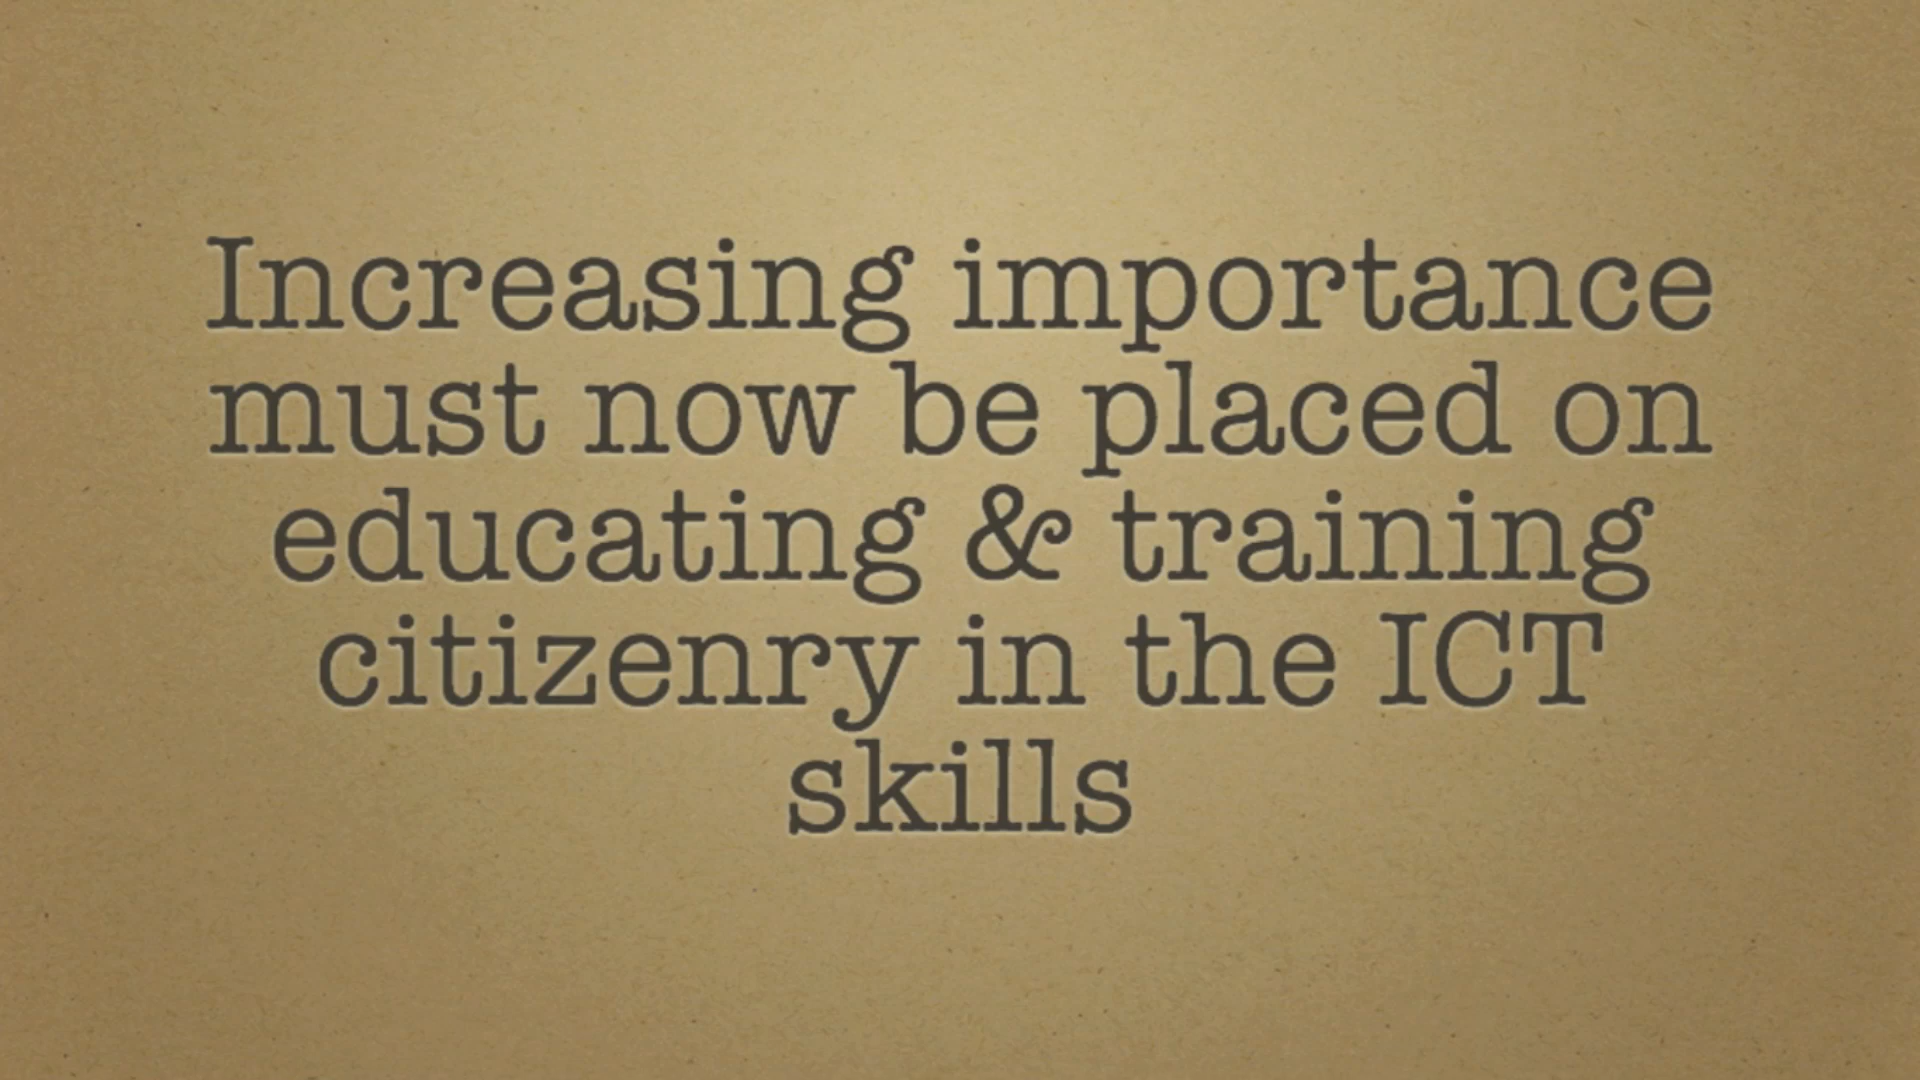 Increasing importance
must now be placed on
educating & training
citizenry in the ICT
skills